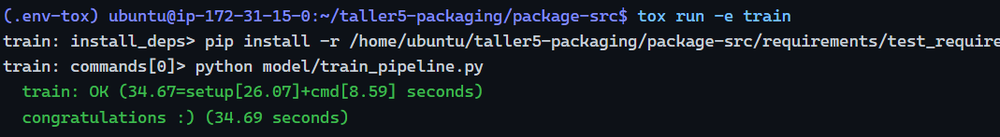 (.env-tox) ubuntu@ip-172-31-15-0:~/taller5-packaging/package-src$ tox run -e train
train: install_deps> pip install -r /home/ubuntu/taller5-packaging/package-src/requirements/test_require
train: commands[0]> python model/train_pipeline.py
train: OK (34.67=setup[26.07]+cmd[8.59] seconds)
congratulations :) (34.69 seconds)